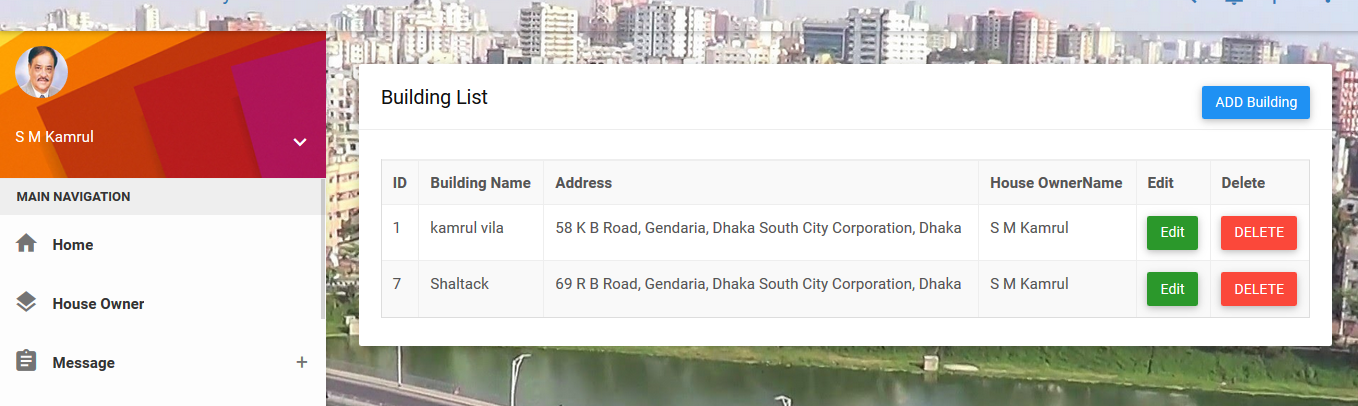 S M Kamrul
MAIN NAVIGATION
Home
House Owner
Message +
Building List
ADD Building
ID Building Name Address House OwnerName Edit Delete
1 kamrul vila 58 K B Road, Gendaria, Dhaka South City Corporation, Dhaka S M Kamrul Edit DELETE
7 Shaltack 69 R B Road, Gendaria, Dhaka South City Corporation, Dhaka S M Kamrul Edit DELETE